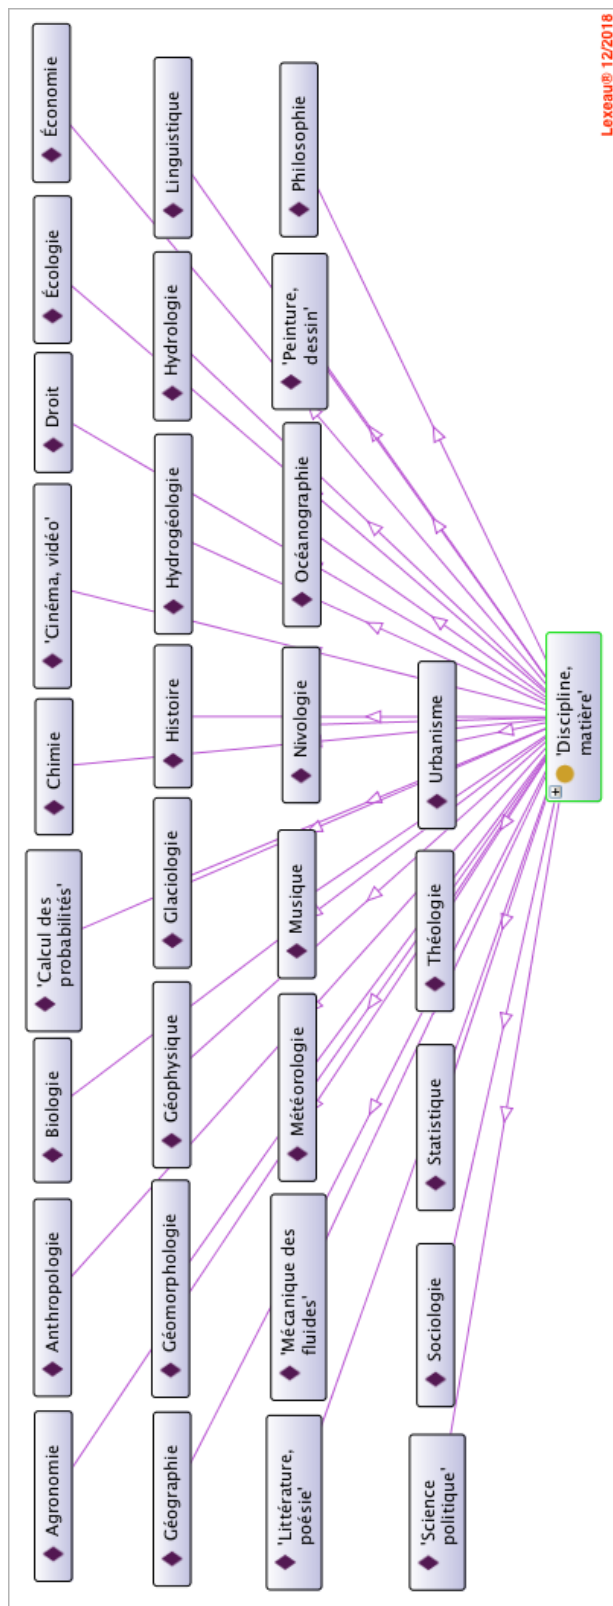 Agronomie
Anthropologie
Biologie
'Calcul des
probabilités'
Chimie
'Cinéma, vidéo'
Droit
Écologie
Économie
Géographie
Géomorphologie
Géophysique
Glaciologie
Histoire
Hydrogéologie
Hydrologie
Linguistique
'Littérature,
poésie'
'Mécanique des
fluides'
Météorologie
Musique
Nivologie
Océanographie
'Peinture,
dessin'
Philosophie
'Science
politique'
Sociologie
Statistique
Théologie
Urbanisme
'Discipline,
matière'
Lexeau® 12/2018